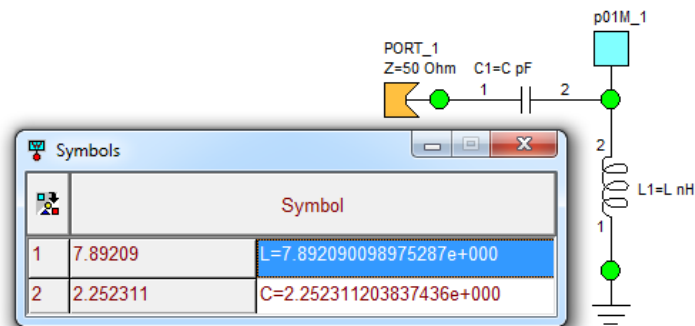 p01M_1
PORT_1
Z=50 Ohm C1=C pF
1 2
2
L1=L nH
1
Symbols
Symbol
1 7.89209 L=7.892090098975287e+000
2 2.252311 C=2.252311203837436e+000